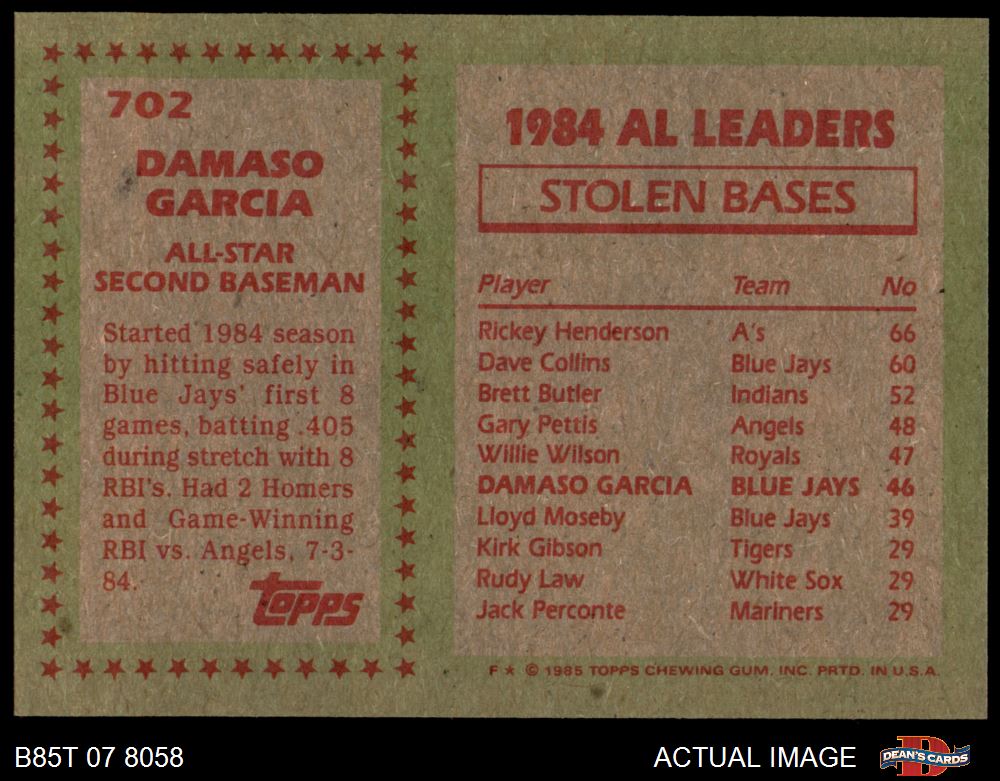 702
DAMASO
GARCIA
ALL-STAR
SECOND BASEMAN
Started 1984 season
by hitting safely in
Blue Jays' first 8
games, batting .405
during stretch with 8
RBI's. Had 2 Homers
and Game-Winning
RBI vs. Angels, 7-3-
84.
topps
1984 AL LEADERS
STOLEN BASES
Player Team No
Rickey Henderson A's 66
Dave Collins Blue Jays 60
Brett Butler Indians 52
Gary Pettis Angels 48
Willie Wilson Royals 47
DAMASO GARCIA BLUE JAYS 46
Lloyd Moseby Blue Jays 39
Kirk Gibson Tigers 29
Rudy Law White Sox 29
Jack Perconte Mariners 29
F ★ © 1985 TOPPS CHEWING GUM, INC. PRTD. IN U.S.A.
B85T 07 8058
ACTUAL IMAGE
DEAN'S CARDS